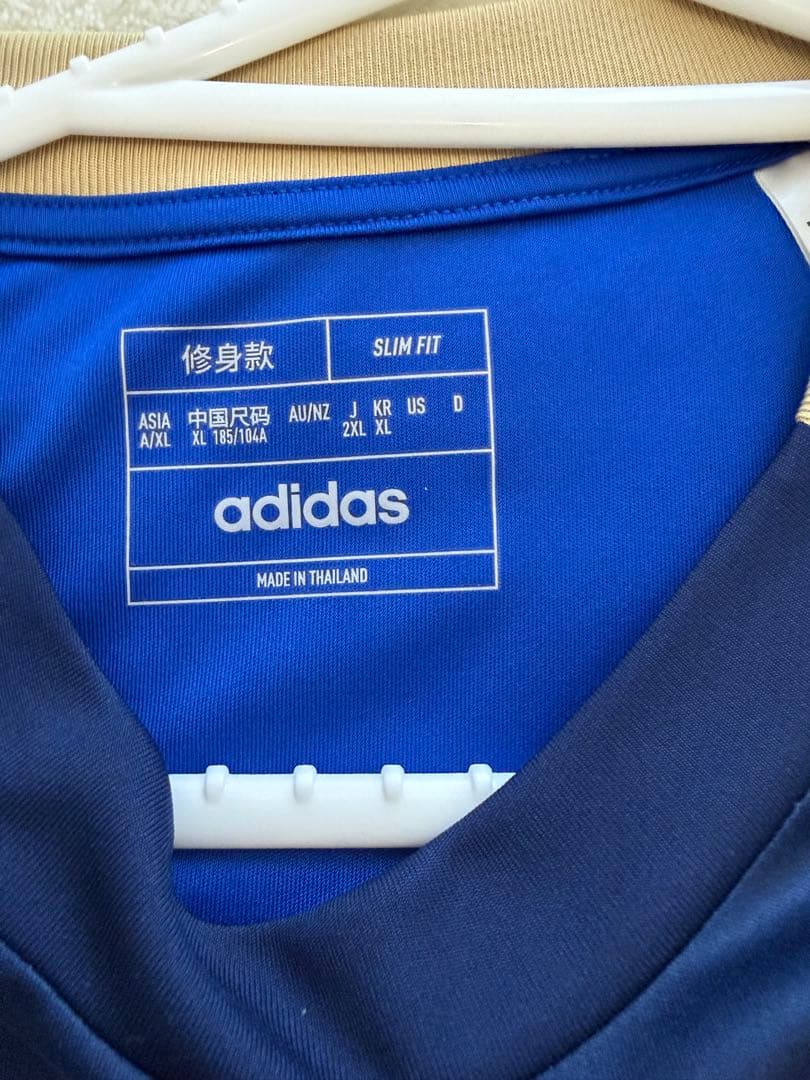 修身款 SLIM FIT
ASIA 中国尺码 AU/NZ J KR US D
A/XL XL 185/104A 2XL XL
adidas
MADE IN THAILAND